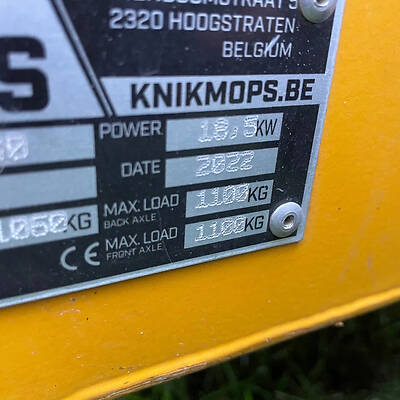 2320 HOOGSTRATEN
BELGIUM
S KNIKMOPS.BE
POWER 18,5 KW
DATE 2022
MAX. LOAD 1100 KG
BACK AXLE
1060 KG
CE MAX. LOAD 1100 KG
FRONT AXLE